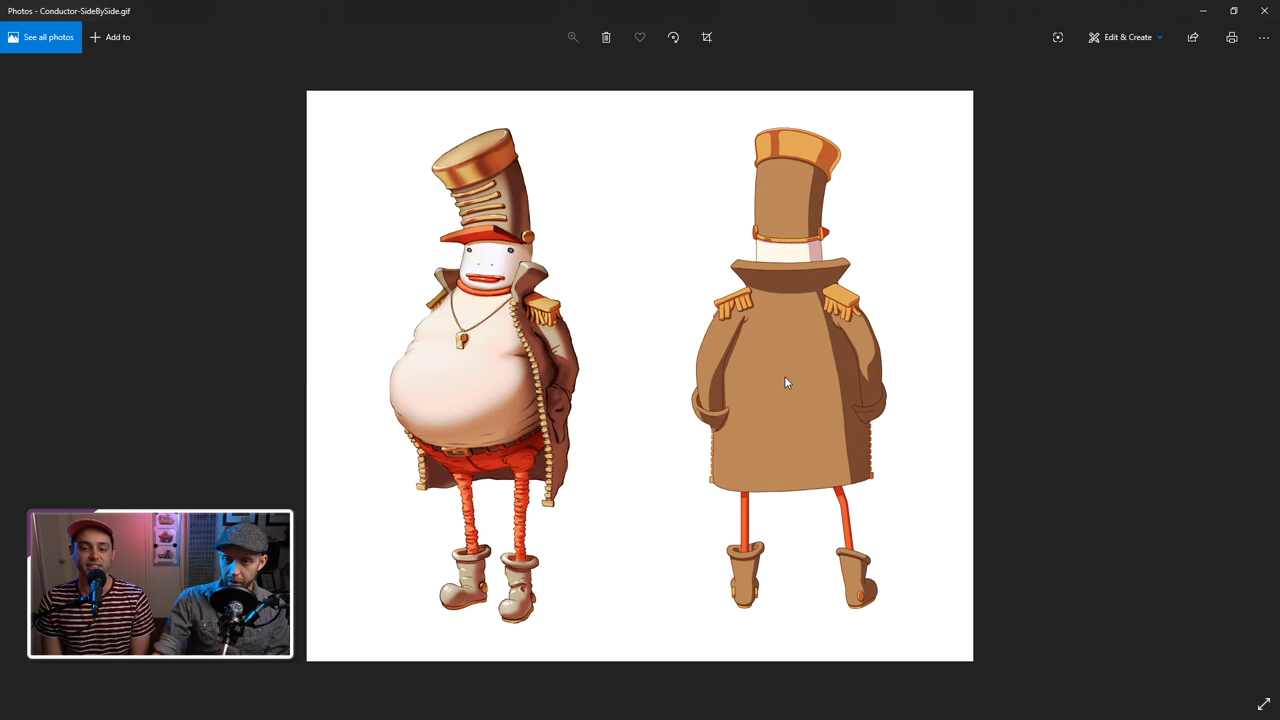 Photos - Conductor-SideBySide.gif
See all photos
Add to
Edit & Create